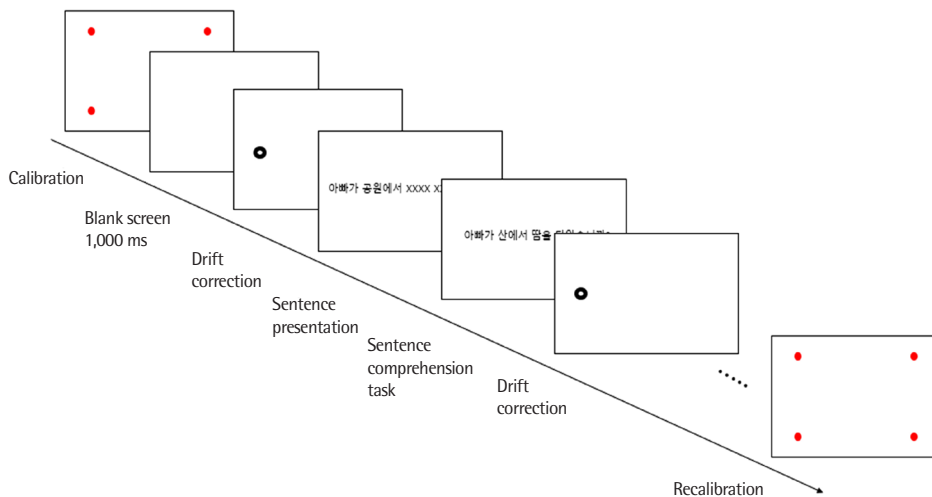 아빠가 공원에서 XXXX
아빠가 산에서 땀을
Calibration
Blank screen
1,000 ms
Drift
correction
Sentence
presentation
Sentence
comprehension
task
Drift
correction
Recalibration